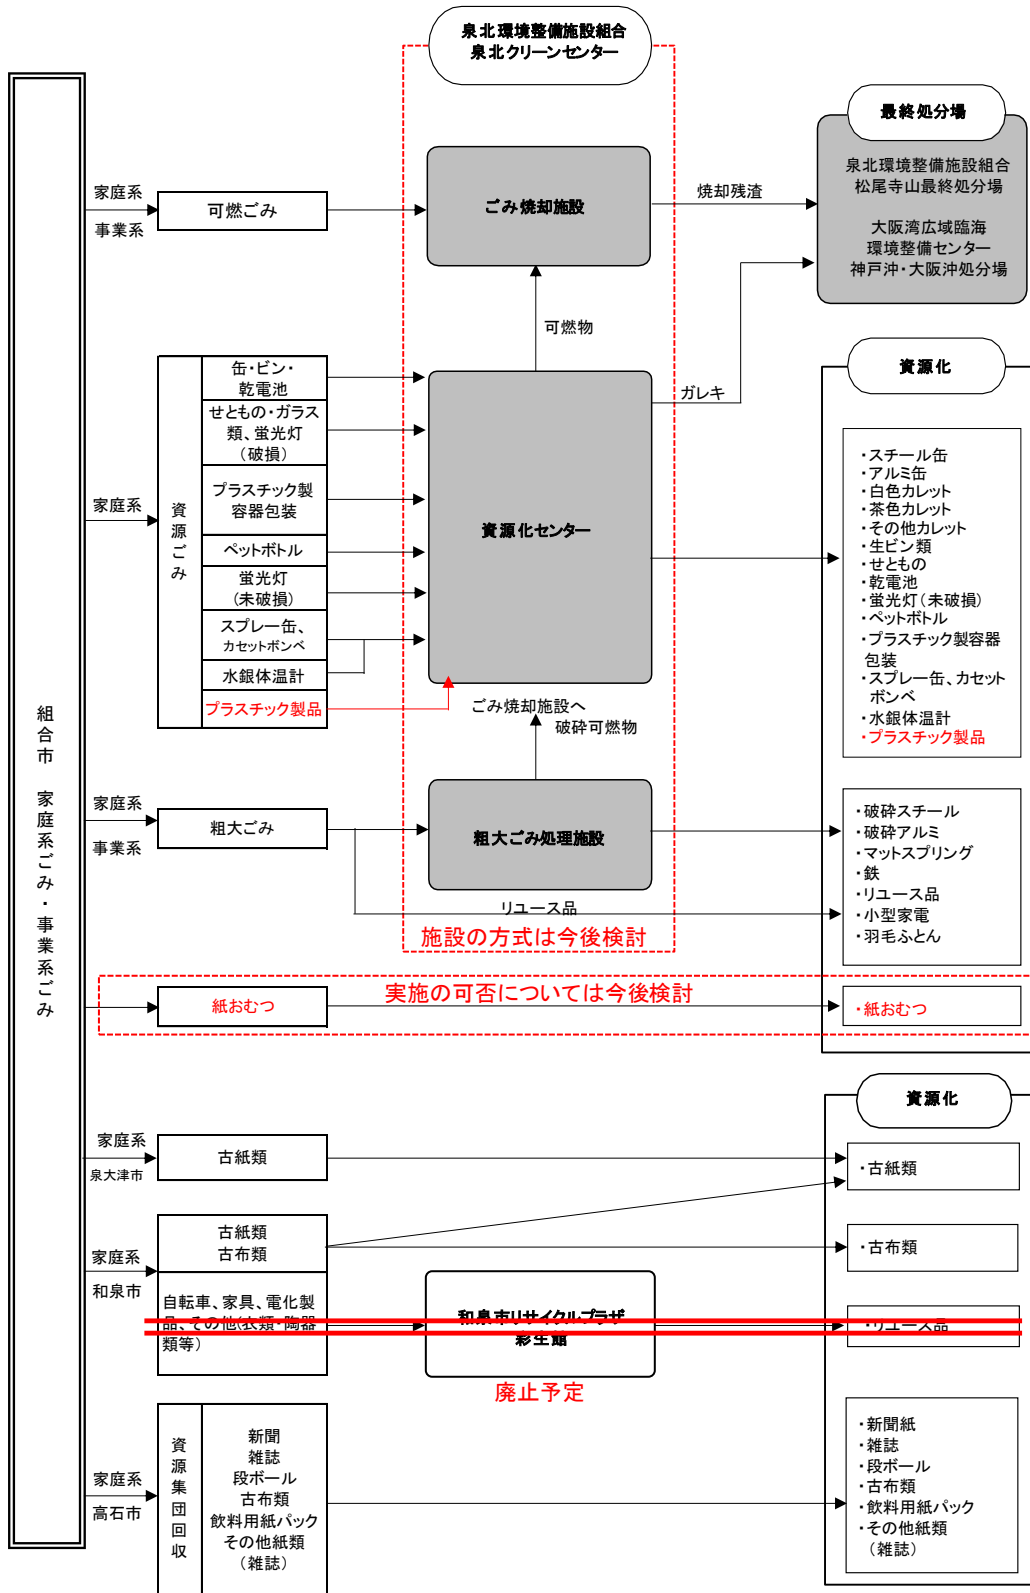 泉北環境整備施設組合
泉北クリーンセンター
最終処分場
泉北環境整備施設組合
松尾寺山最終処分場
大阪湾広域臨海
環境整備センター
神戸沖・大阪沖処分場
組合市　家庭系ごみ・事業系ごみ
家庭系
事業系
可燃ごみ
ごみ焼却施設
焼却残渣
可燃物
ガレキ
資源化
家庭系
資源ごみ
缶・ビン・
乾電池
せともの・ガラス
類、蛍光灯
（破損）
プラスチック製
容器包装
ペットボトル
蛍光灯
(未破損)
スプレー缶、
カセットボンベ
水銀体温計
プラスチック製品
資源化センター
・スチール缶
・アルミ缶
・白色カレット
・茶色カレット
・その他カレット
・生ビン類
・せともの
・乾電池
・蛍光灯（未破損）
・ペットボトル
・プラスチック製容器
包装
・スプレー缶、カセット
ボンベ
・水銀体温計
・プラスチック製品
ごみ焼却施設へ
破砕可燃物
家庭系
事業系
粗大ごみ
粗大ごみ処理施設
リユース品
・破砕スチール
・破砕アルミ
・マットスプリング
・鉄
・リユース品
・小型家電
・羽毛ふとん
施設の方式は今後検討
紙おむつ
実施の可否については今後検討
・紙おむつ
資源化
家庭系
泉大津市
古紙類
・古紙類
家庭系
和泉市
古紙類
古布類
・古布類
自転車、家具、電化製
品、その他(衣類・陶器
類等）
和泉市リサイクルプラザ
彩生館
・リユース品
廃止予定
家庭系
高石市
資源集団回収
新聞
雑誌
段ボール
古布類
飲料用紙パック
その他紙類
（雑誌）
・新聞紙
・雑誌
・段ボール
・古布類
・飲料用紙パック
・その他紙類
（雑誌）